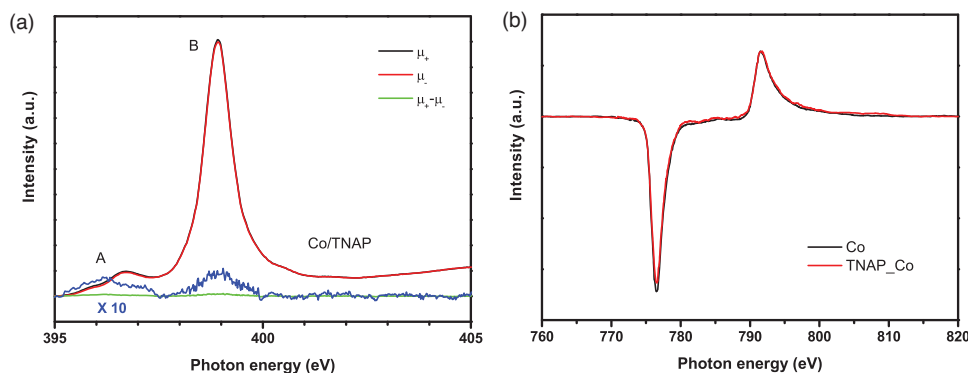 (a)
B
μ+
μ-
μ+-μ-
Intensity (a.u.)
Co/TNAP
A
X 10
395 400 405
Photon energy (eV)
(b)
Intensity (a.u.)
Co
TNAP_Co
760 770 780 790 800 810 820
Photon energy (eV)